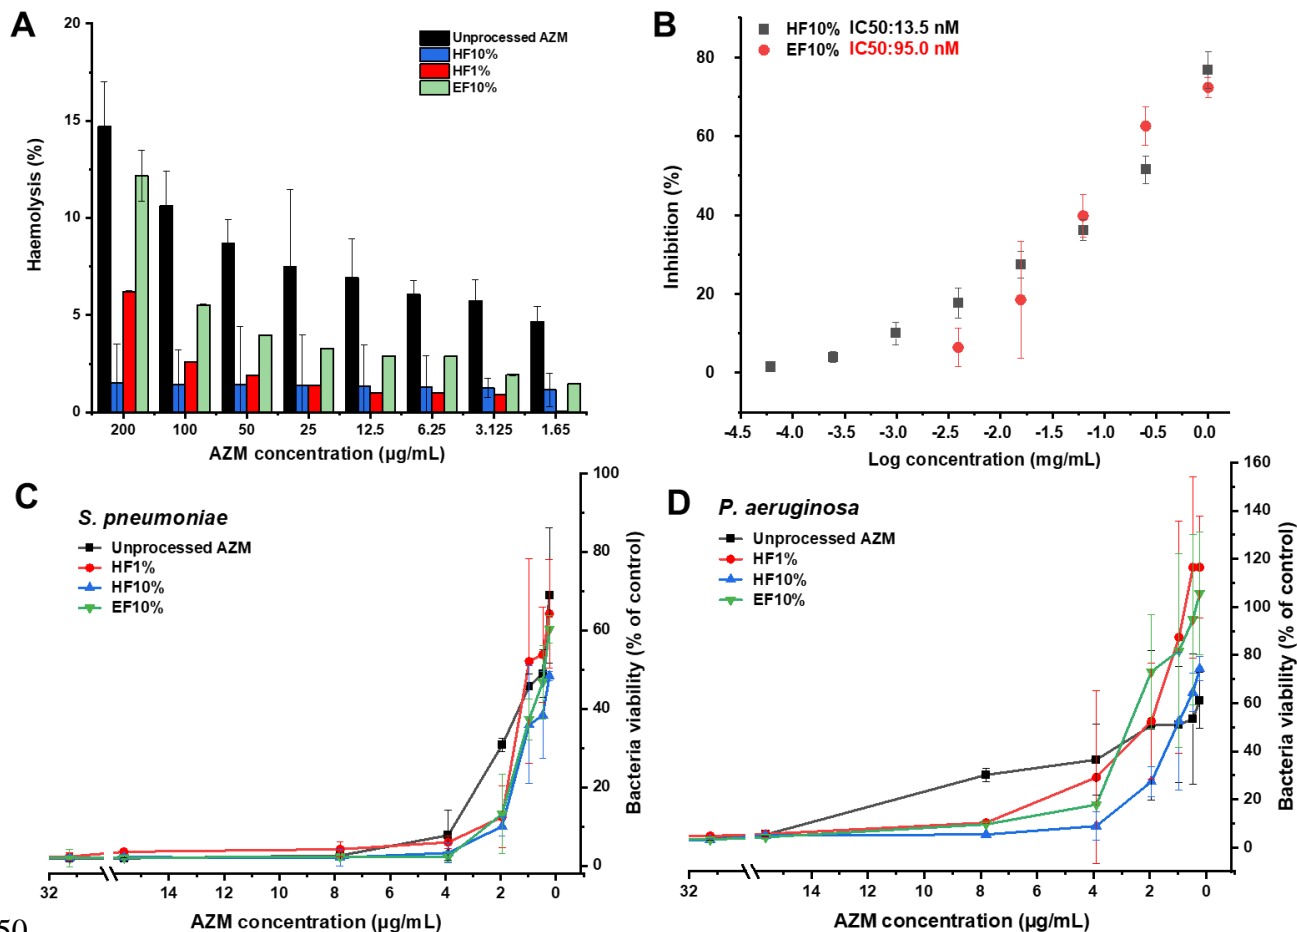 A
20
15
10
5
0
Haemolysis (%)
Unprocessed AZM
HF10%
HF1%
EF10%
200 100 50 25 12.5 6.25 3.125 1.65
AZM concentration (µg/mL)
B
HF10% IC50:13.5 nM
EF10% IC50:95.0 nM
80
60
40
20
0
Inhibition (%)
-4.5 -4.0 -3.5 -3.0 -2.5 -2.0 -1.5 -1.0 -0.5 0.0
Log concentration (mg/mL)
C
S. pneumoniae
Unprocessed AZM
HF1%
HF10%
EF10%
100
80
60
40
20
0
Bacteria viability (% of control)
32 14 12 10 8 6 4 2 0
AZM concentration (µg/mL)
D
P. aeruginosa
Unprocessed AZM
HF1%
HF10%
EF10%
160
140
120
100
80
60
40
20
0
Bacteria viability (% of control)
32 14 12 10 8 6 4 2 0
AZM concentration (µg/mL)